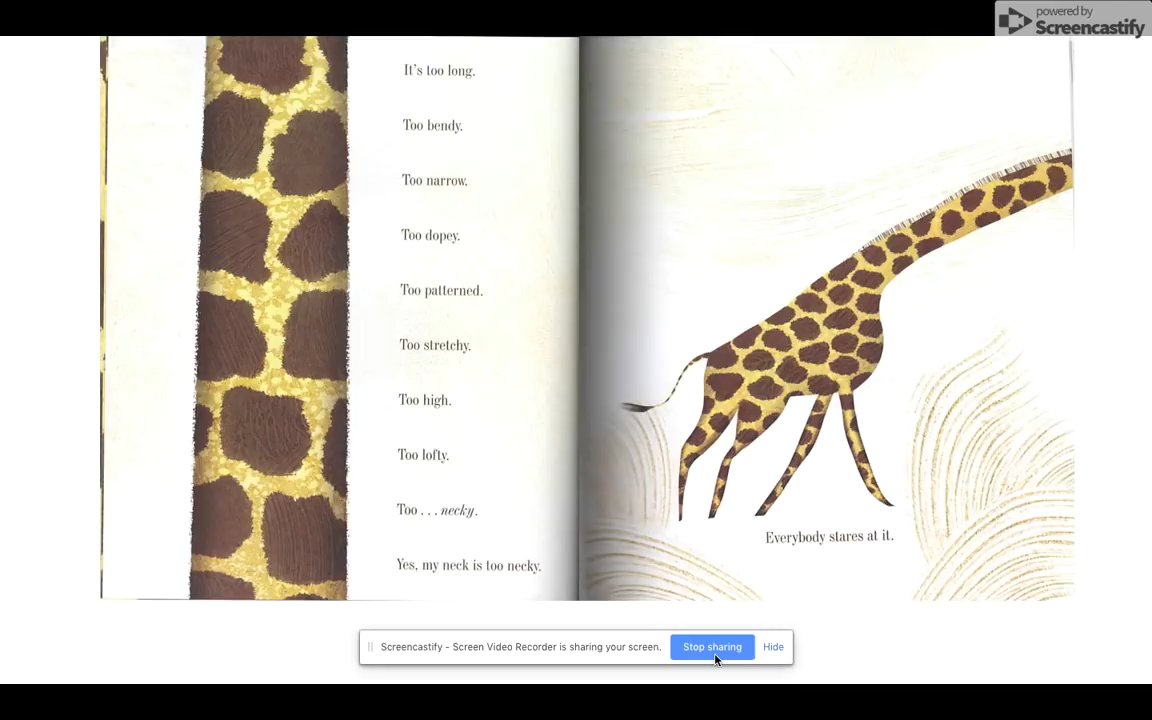 powered by
Screencastify
It's too long.
Too bendy.
Too narrow.
Too dopey.
Too patterned.
Too stretchy.
Too high.
Too lofty.
Too . . . necky.
Yes, my neck is too necky.
Everybody stares at it.
Screencastify - Screen Video Recorder is sharing your screen.
Stop sharing
Hide